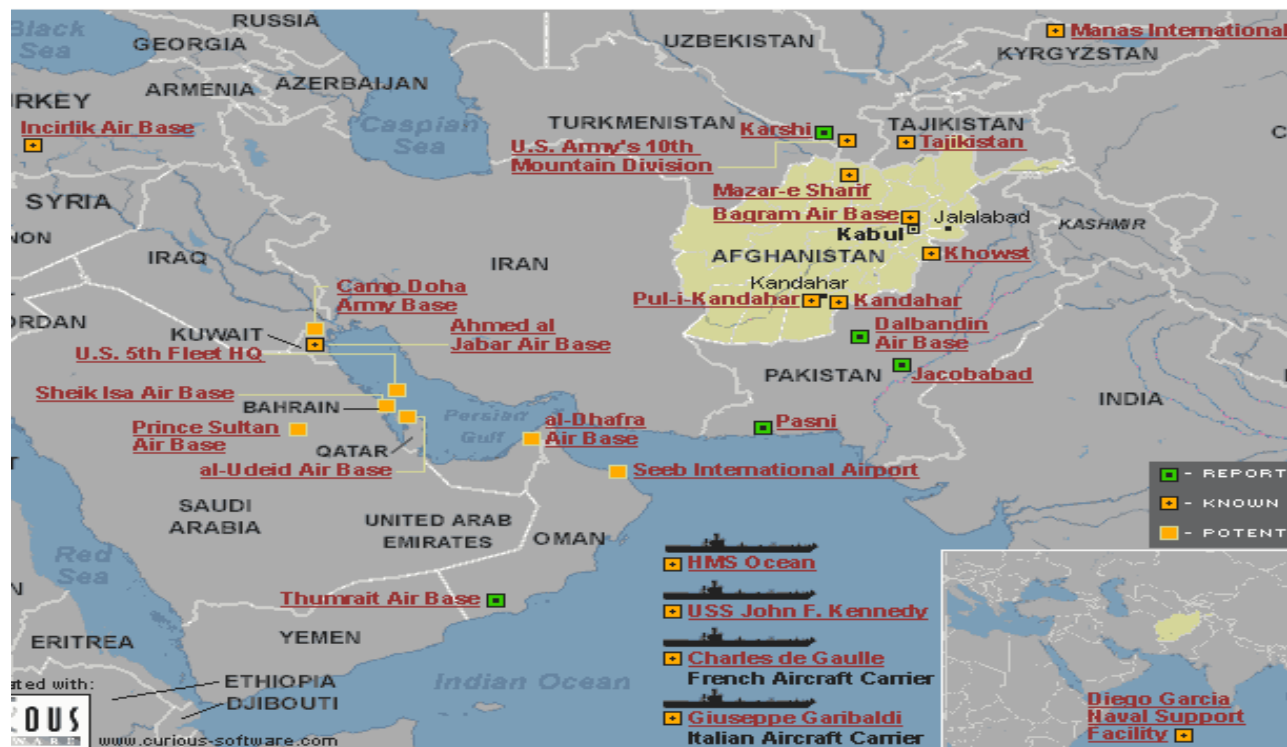 Black
Sea
RUSSIA
GEORGIA
ARMENIA
AZERBAIJAN
RKEY
Incirlik Air Base
Caspian
Sea
UZBEKISTAN
Manas International
KYRGYZSTAN
TURKMENISTAN
Karshi
TAJIKISTAN
Tajikistan
U.S. Army's 10th
Mountain Division
Mazar-e Sharif
Bagram Air Base
Jalalabad
Kabul
KASHMIR
SYRIA
NON
IRAQ
IRAN
AFGHANISTAN
Khowst
Kandahar
Pul-i-Kandahar
Kandahar
Camp Doha
Army Base
ORDAN
KUWAIT
Ahmed al
Jabar Air Base
U.S. 5th Fleet HQ
Dalbandin
Air Base
PAKISTAN
Jacobabad
INDIA
Sheik Isa Air Base
BAHRAIN
Persian
Gulf
al-Dhafra
Air Base
Pasni
Prince Sultan
Air Base
QATAR
al-Udeid Air Base
Seeb International Airport
- REPORT
- KNOWN
- POTENT
SAUDI
ARABIA
UNITED ARAB
EMIRATES
OMAN
Red
Sea
HMS Ocean
Thumrait Air Base
USS John F. Kennedy
YEMEN
ERITREA
Charles de Gaulle
French Aircraft Carrier
ETHIOPIA
DJIBOUTI
Indian Ocean
Giuseppe Garibaldi
Italian Aircraft Carrier
Diego Garcia
Naval Support
Facility
ated with:
OUS
WARE
www.curious-software.com